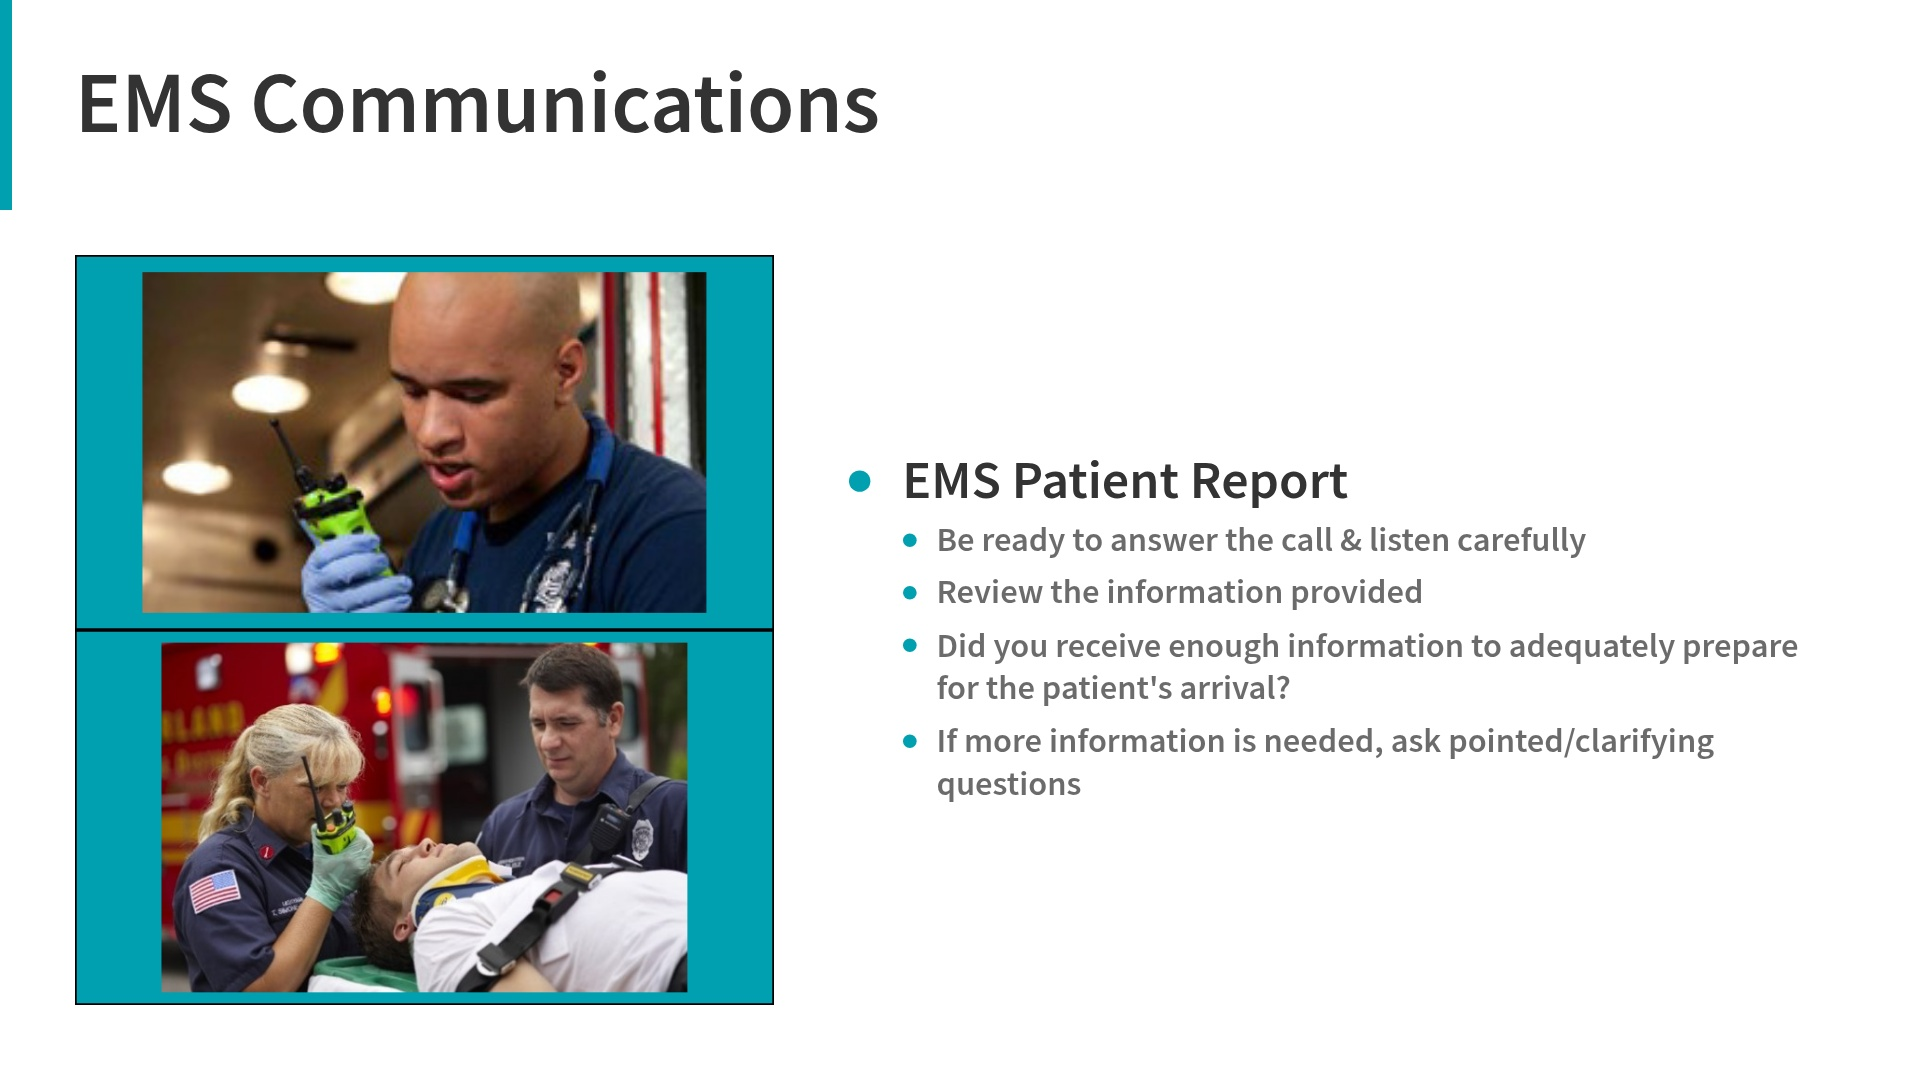 EMS Communications
EMS Patient Report
Be ready to answer the call & listen carefully
Review the information provided
Did you receive enough information to adequately prepare
for the patient's arrival?
If more information is needed, ask pointed/clarifying
questions